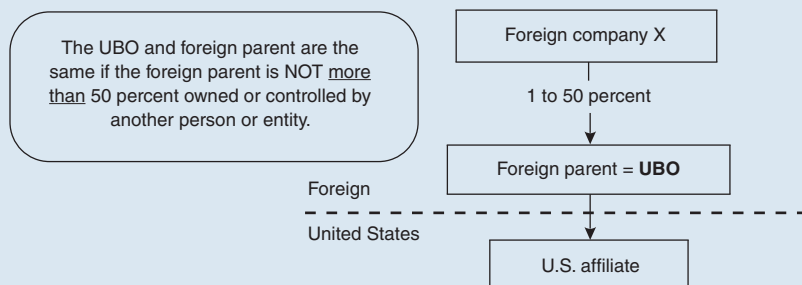 The UBO and foreign parent are the
same if the foreign parent is NOT more
than 50 percent owned or controlled by
another person or entity.
Foreign company X
1 to 50 percent
Foreign parent = UBO
Foreign
United States
U.S. affiliate